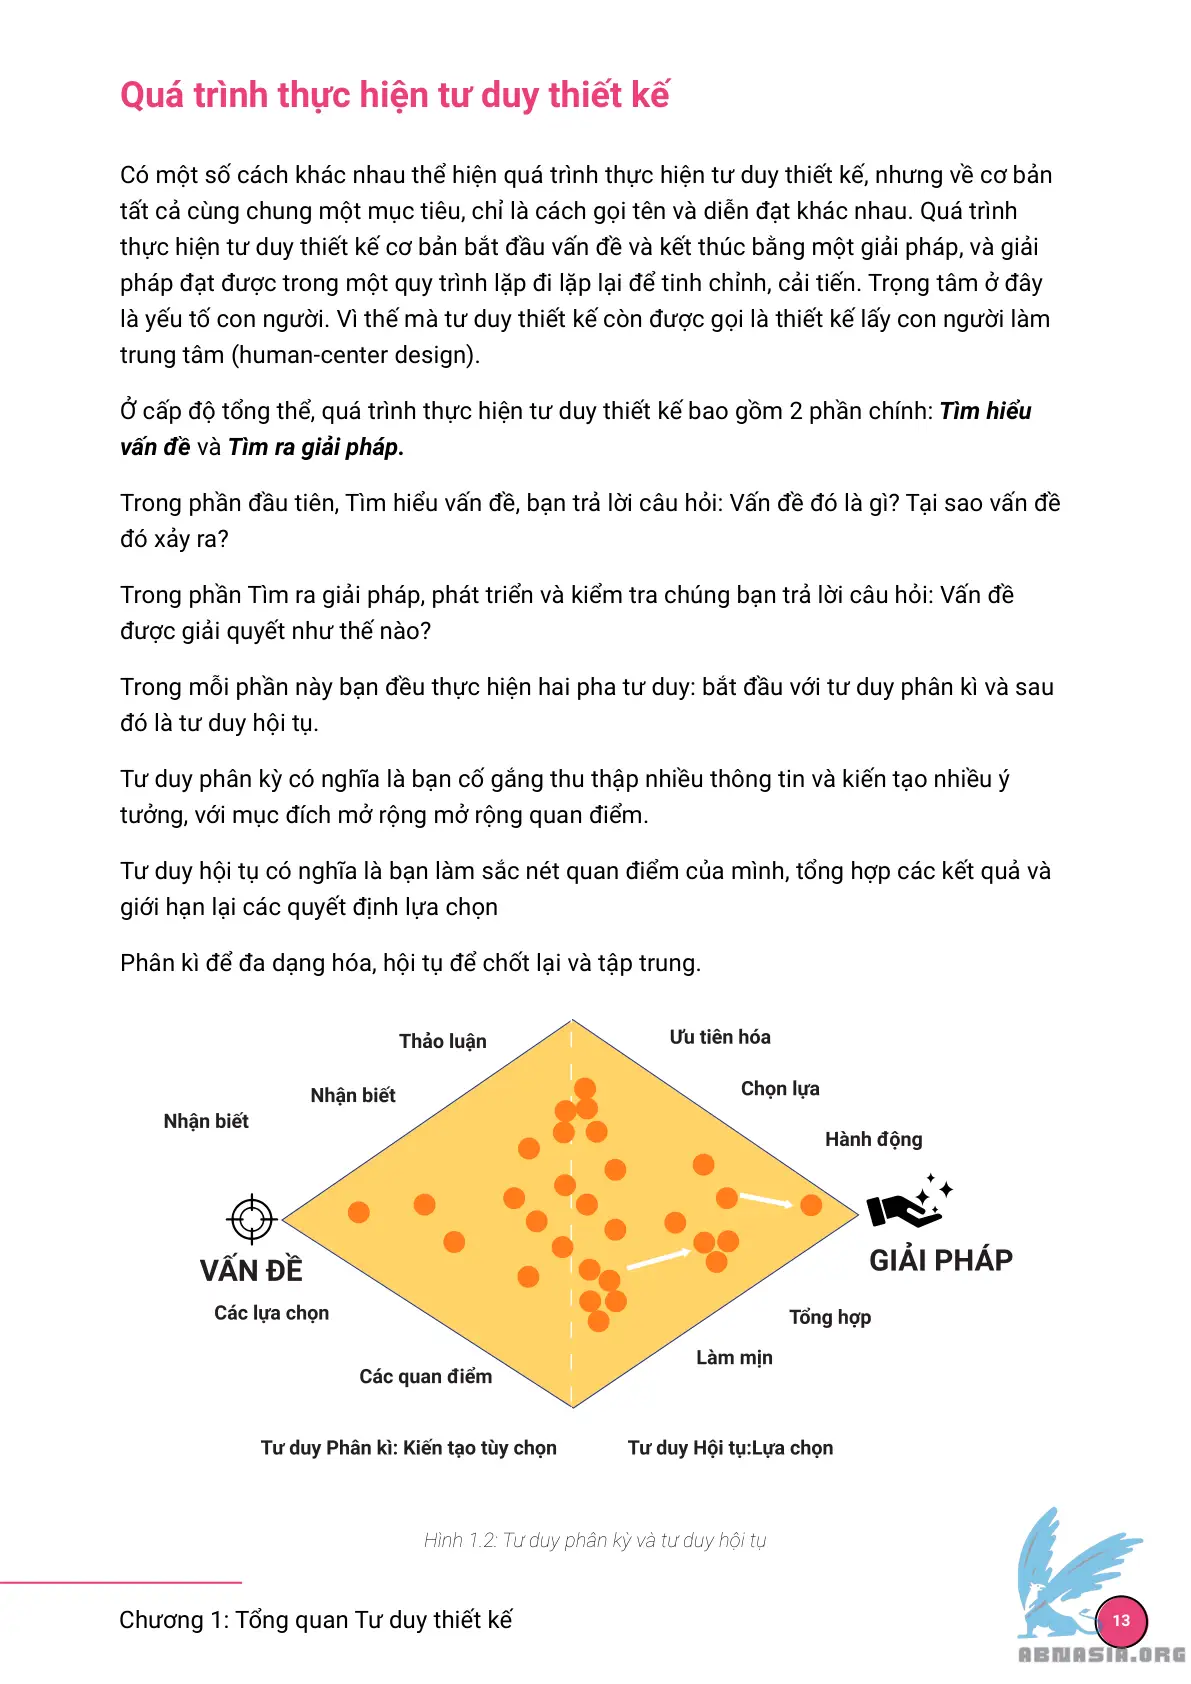 Quá trình thực hiện tư duy thiết kế
Có một số cách khác nhau thể hiện quá trình thực hiện tư duy thiết kế, nhưng về cơ bản
tất cả cùng chung một mục tiêu, chỉ là cách gọi tên và diễn đạt khác nhau. Quá trình
thực hiện tư duy thiết kế cơ bản bắt đầu vấn đề và kết thúc bằng một giải pháp, và giải
pháp đạt được trong một quy trình lặp đi lặp lại để tinh chỉnh, cải tiến. Trọng tâm ở đây
là yếu tố con người. Vì thế mà tư duy thiết kế còn được gọi là thiết kế lấy con người làm
trung tâm (human-center design).
Ở cấp độ tổng thể, quá trình thực hiện tư duy thiết kế bao gồm 2 phần chính: Tìm hiểu
vấn đề và Tìm ra giải pháp.
Trong phần đầu tiên, Tìm hiểu vấn đề, bạn trả lời câu hỏi: Vấn đề đó là gì? Tại sao vấn đề
đó xảy ra?
Trong phần Tìm ra giải pháp, phát triển và kiểm tra chúng bạn trả lời câu hỏi: Vấn đề
được giải quyết như thế nào?
Trong mỗi phần này bạn đều thực hiện hai pha tư duy: bắt đầu với tư duy phân kì và sau
đó là tư duy hội tụ.
Tư duy phân kỳ có nghĩa là bạn cố gắng thu thập nhiều thông tin và kiến tạo nhiều ý
tưởng, với mục đích mở rộng mở rộng quan điểm.
Tư duy hội tụ có nghĩa là bạn làm sắc nét quan điểm của mình, tổng hợp các kết quả và
giới hạn lại các quyết định lựa chọn
Phân kì để đa dạng hóa, hội tụ để chốt lại và tập trung.
Thảo luận
Ưu tiên hóa
Nhận biết
Chọn lựa
Nhận biết
Hành động
VẤN ĐỀ
GIẢI PHÁP
Các lựa chọn
Tổng hợp
Các quan điểm
Làm mịn
Tư duy Phân kì: Kiến tạo tùy chọn
Tư duy Hội tụ:Lựa chọn
Hình 1.2: Tư duy phân kỳ và tư duy hội tụ
Chương 1: Tổng quan Tư duy thiết kế
13
ABNASIA.ORG